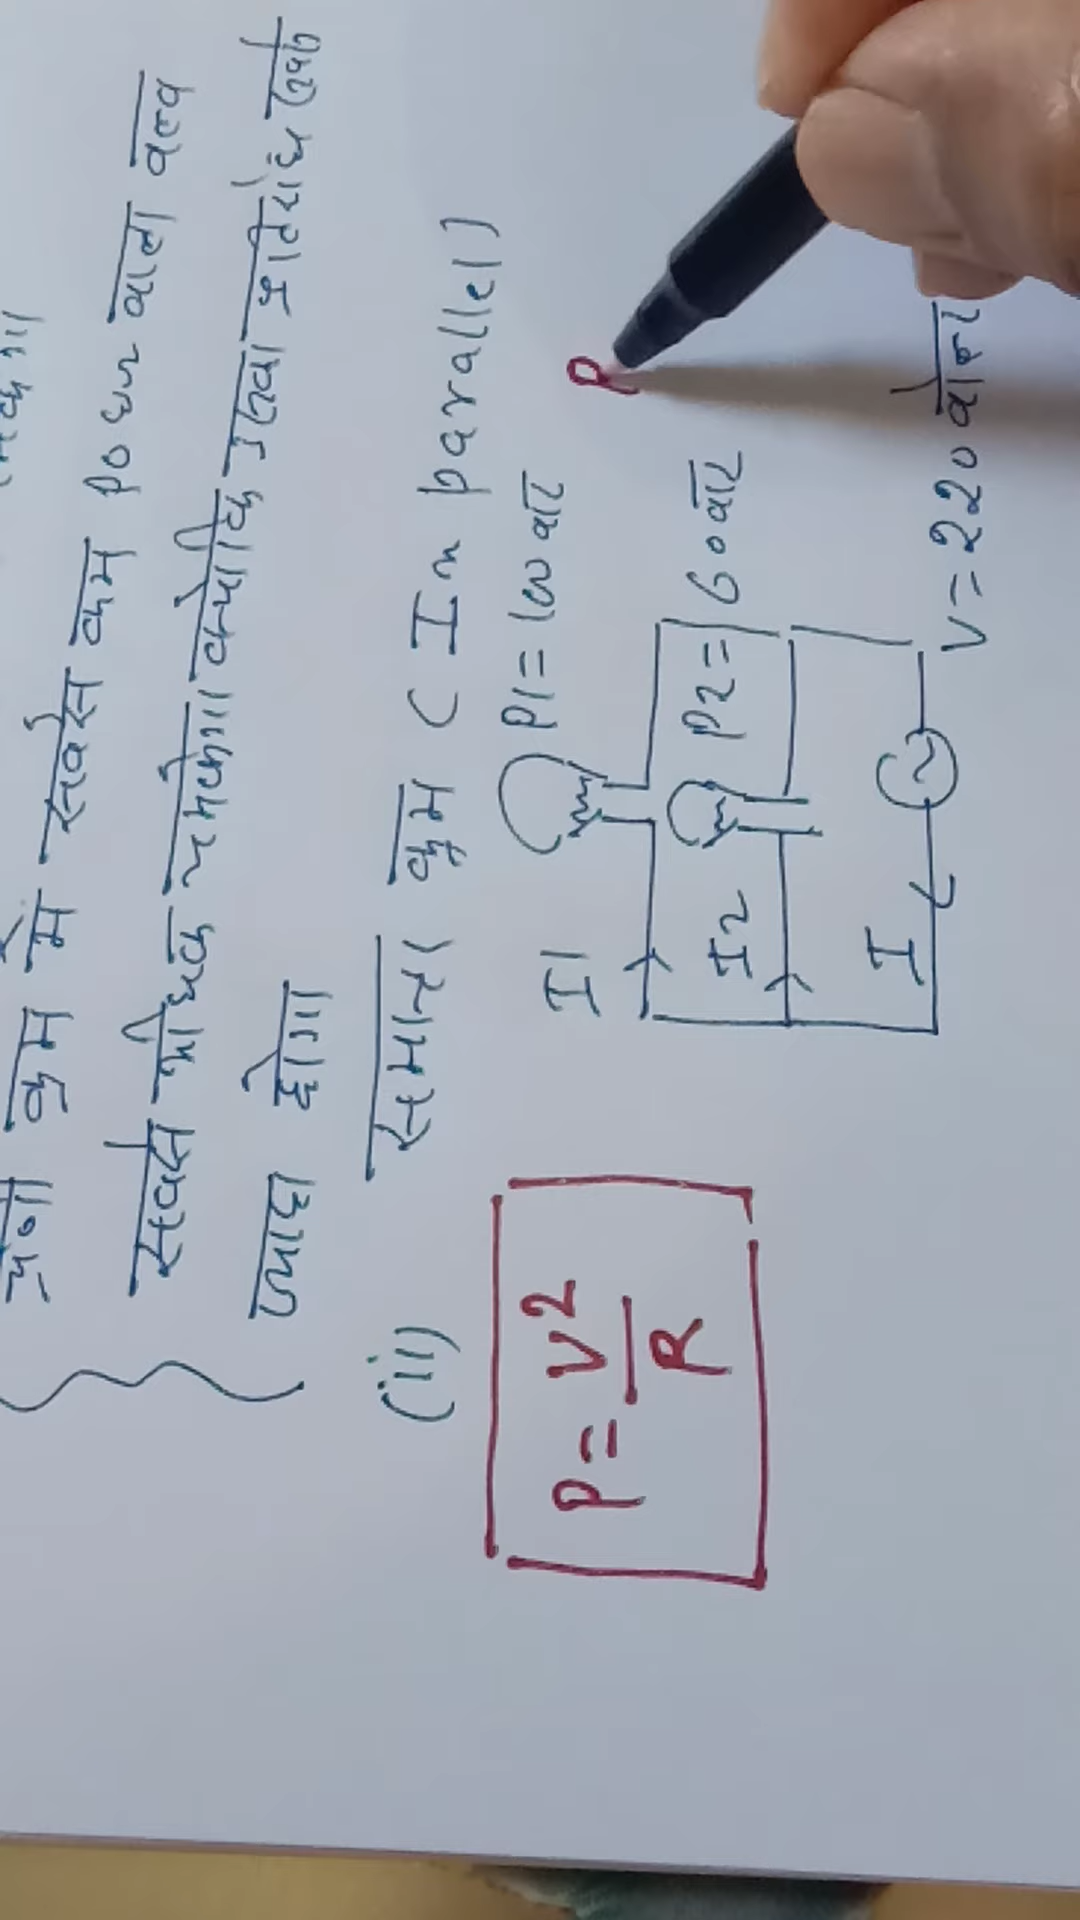 श्रेणी क्रम मे सबसे कम Power वाला बल्ब
सबसे अधिक चमकेगा। क्योकि उसका प्रतिरोध सबसे
ज्यादा होगा
(ii) समान्तर क्रम ( In parallel )
P = V²/R
P1 = 100 वाट
I1
P2 = 60 वाट
I2
I
V = 220 वोल्ट
R